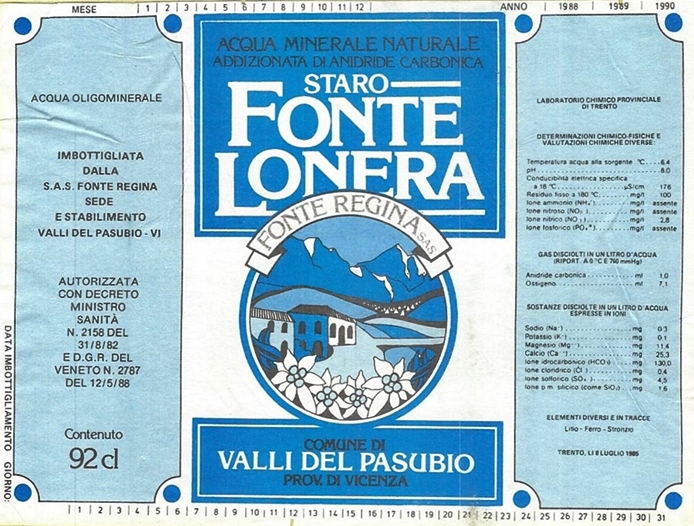 MESE | 1 | 2 | 3 | 4 | 5 | 6 | 7 | 8 | 9 | 10 | 11 | 12 |
ANNO | 1988 1989 1990
ACQUA OLIGOMINERALE
IMBOTTIGLIATA
DALLA
S.A.S. FONTE REGINA
SEDE
E STABILIMENTO
VALLI DEL PASUBIO - VI
AUTORIZZATA
CON DECRETO
MINISTRO
SANITÀ
N. 2158 DEL
31/8/82
E D.G.R. DEL
VENETO N. 2787
DEL 12/5/88
Contenuto
92 cl
DATA IMBOTTIGLIAMENTO GIORNO:
ACQUA MINERALE NATURALE
ADDIZIONATA DI ANIDRIDE CARBONICA
STARO
FONTE
LONERA
FONTE REGINA S.A.S.
COMUNE DI
VALLI DEL PASUBIO
PROV. DI VICENZA
LABORATORIO CHIMICO PROVINCIALE
DI TRENTO
DETERMINAZIONI CHIMICO-FISICHE E
VALUTAZIONI CHIMICHE DIVERSE:
Temperatura acqua alla sorgente °C 6,4
pH 8,0
Conducibilità elettrica specifica
a 18 °C µS/cm 176
Residuo fisso a 180 °C mg/l 100
Ione ammonio (NH₄⁺) mg/l assente
Ione nitroso (NO₂⁻) mg/l assente
Ione nitrico (NO₃⁻) mg/l 2,8
Ione fosforico (PO₄) mg/l assente
GAS DISCIOLTI IN UN LITRO D'ACQUA
(RIPORT. A 0 °C E 760 mmHg)
Anidride carbonica ml 1,0
Ossigeno ml 7,1
SOSTANZE DISCIOLTE IN UN LITRO D'ACQUA
ESPRESSE IN IONI
Sodio (Na⁺) mg 0,3
Potassio (K⁺) mg 0,1
Magnesio (Mg⁺⁺) mg 11,4
Calcio (Ca⁺⁺) mg 25,3
Ione idrocarbonico (HCO₃⁻) mg 130,0
Ione cloridrico (Cl⁻) mg 0,4
Ione solforico (SO₄) mg 4,5
Ione p.m. silicico (come SiO₂) mg 1,6
ELEMENTI DIVERSI E IN TRACCE
Litio - Ferro - Stronzio
TRENTO, LI 8 LUGLIO 1985
| 1 | 2 | 3 | 4 | 5 | 6 | 7 | 8 | 9 | 10 | 11 | 12 | 13 | 14 | 15 | 16 | 17 | 18 | 19 | 20 | 21 | 22 | 23 | 24 | 25 | 26 | 27 | 28 | 29 | 30 | 31